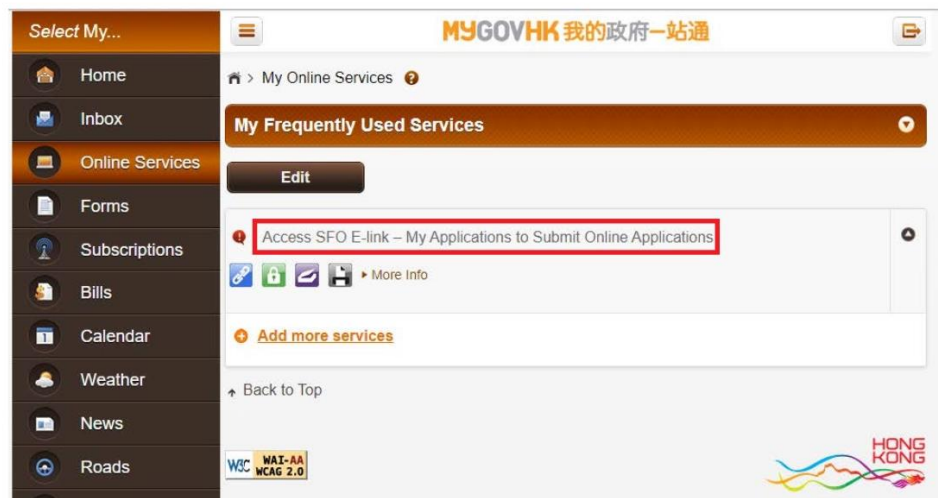 Select My...
MYGOVHK 我的政府一站通
Home
Inbox
Online Services
Forms
Subscriptions
Bills
Calendar
Weather
News
Roads
> My Online Services
My Frequently Used Services
Edit
Access SFO E-link – My Applications to Submit Online Applications
More Info
Add more services
Back to Top
W3C WAI-AA
WCAG 2.0
HONG
KONG